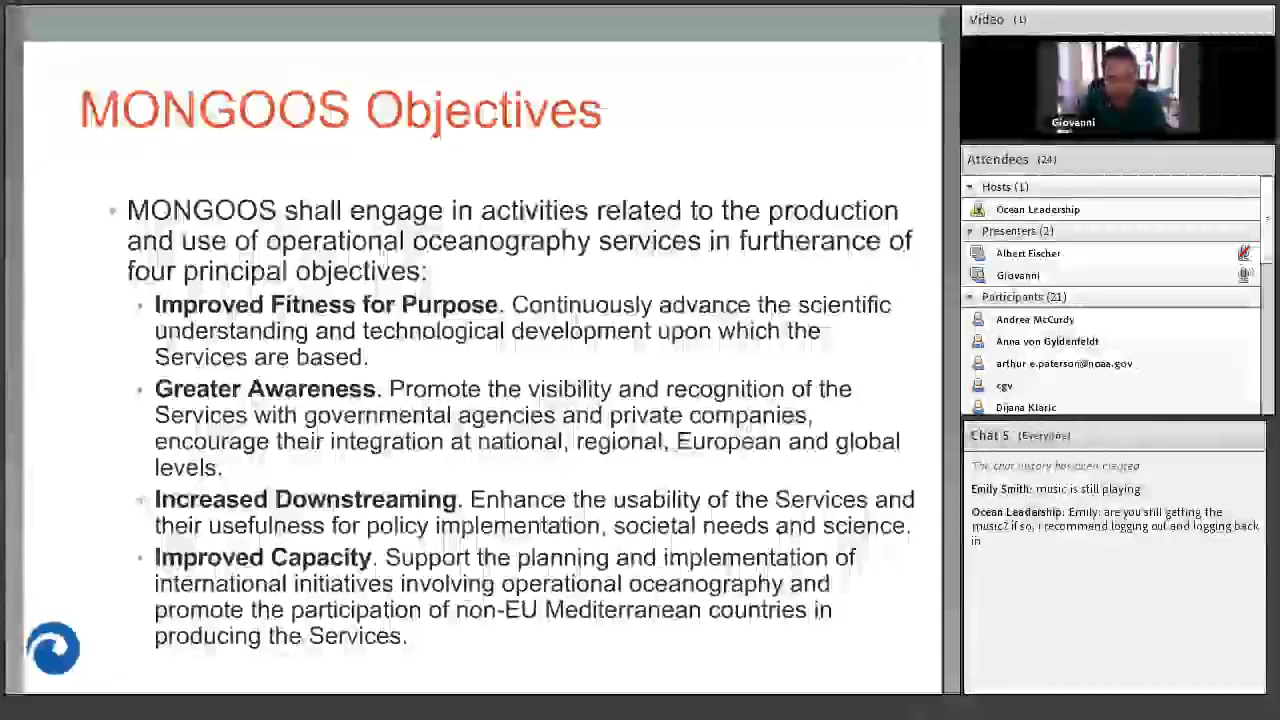 MONGOOS Objectives
MONGOOS shall engage in activities related to the production
and use of operational oceanography services in furtherance of
four principal objectives:
Improved Fitness for Purpose. Continuously advance the scientific
understanding and technological development upon which the
Services are based.
Greater Awareness. Promote the visibility and recognition of the
Services with governmental agencies and private companies,
encourage their integration at national, regional, European and global
levels.
Increased Downstreaming. Enhance the usability of the Services and
their usefulness for policy implementation, societal needs and science.
Improved Capacity. Support the planning and implementation of
international initiatives involving operational oceanography and
promote the participation of non-EU Mediterranean countries in
producing the Services.
Video (1)
Giovanni
Attendees (24)
Hosts (1)
Ocean Leadership
Presenters (2)
Albert Fischer
Giovanni
Participants (21)
Andrea McCurdy
Anna von Gyldenfeldt
arthur e.paterson@noaa.gov
cgv
Dijana Klaric
Chat 5 (Everyone)
The chat history has been cleared
Emily Smith: music is still playing
Ocean Leadership: Emily: are you still getting the
music? if so, i recommend logging out and logging back
in